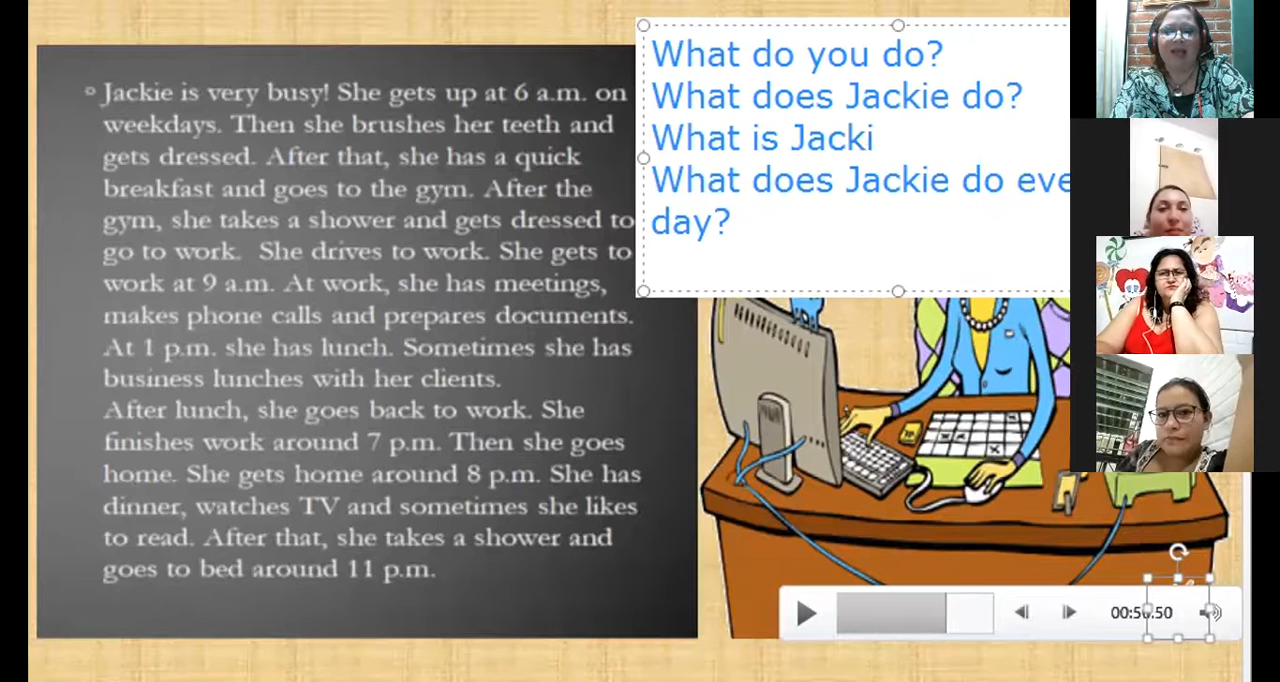 Jackie is very busy! She gets up at 6 a.m. on
weekdays. Then she brushes her teeth and
gets dressed. After that, she has a quick
breakfast and goes to the gym. After the
gym, she takes a shower and gets dressed to
go to work. She drives to work. She gets to
work at 9 a.m. At work, she has meetings,
makes phone calls and prepares documents.
At 1 p.m. she has lunch. Sometimes she has
business lunches with her clients.
After lunch, she goes back to work. She
finishes work around 7 p.m. Then she goes
home. She gets home around 8 p.m. She has
dinner, watches TV and sometimes she likes
to read. After that, she takes a shower and
goes to bed around 11 p.m.
What do you do?
What does Jackie do?
What is Jacki
What does Jackie do eve
day?